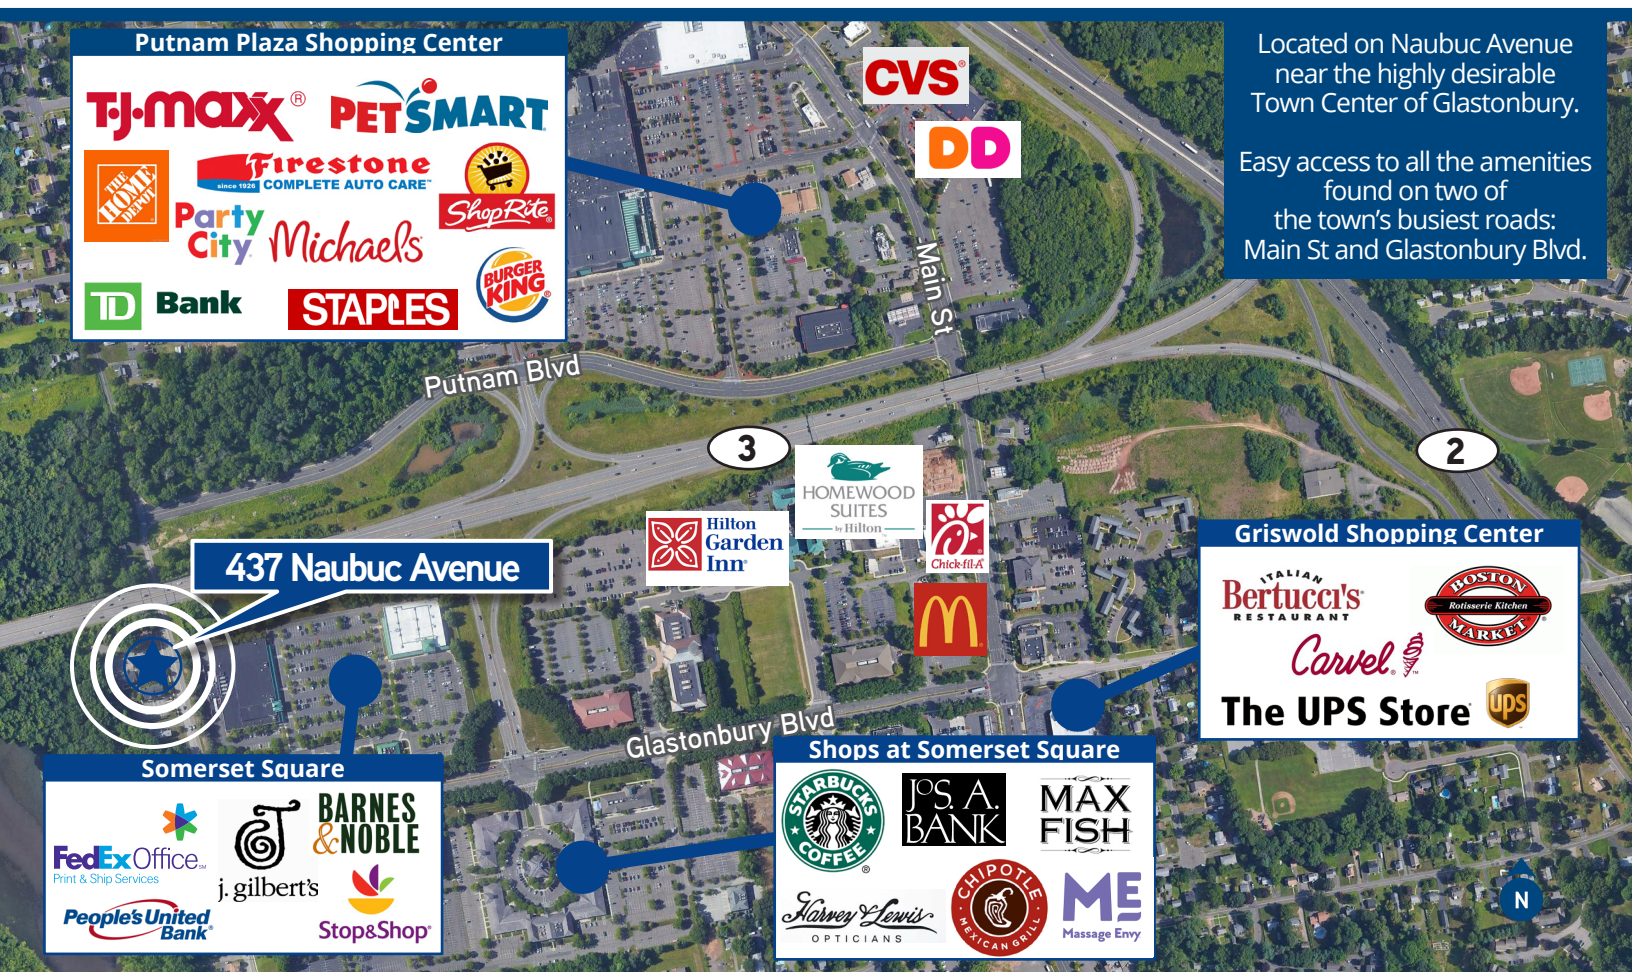 Putnam Plaza Shopping Center
T·J·maxx®
PETSMART
THE HOME DEPOT
Firestone
since 1926 COMPLETE AUTO CARE™
ShopRite®
Party
City
Michaels
BURGER
KING®
TD Bank
STAPLES
CVS®
DD
Located on Naubuc Avenue
near the highly desirable
Town Center of Glastonbury.
Easy access to all the amenities
found on two of
the town's busiest roads:
Main St and Glastonbury Blvd.
Main St
Putnam Blvd
3
2
HOMEWOOD
SUITES
by Hilton
Hilton
Garden
Inn®
Chick-fil-A®
437 Naubuc Avenue
Griswold Shopping Center
ITALIAN
Bertucci's
RESTAURANT
BOSTON
Rotisserie Kitchen
MARKET®
Carvel®
The UPS Store
ups
Glastonbury Blvd
Somerset Square
FedEx Office SM
Print & Ship Services
j. gilbert's
BARNES
&NOBLE
People's United
Bank®
Stop&Shop®
Shops at Somerset Square
STARBUCKS
COFFEE
®
JOS. A.
BANK
MAX
FISH
Harvey & Lewis
OPTICIANS
CHIPOTLE
MEXICAN GRILL
ME
Massage Envy
N